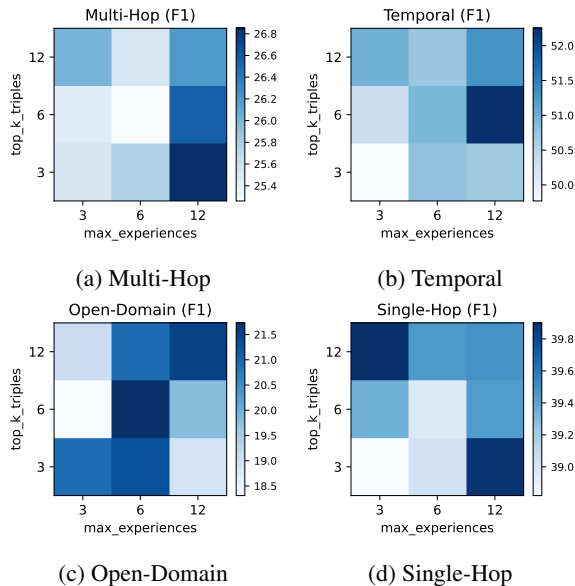 Multi-Hop (F1)
12
6
3
top_k_triples
3 6 12
max_experiences
26.8
26.6
26.4
26.2
26.0
25.8
25.6
25.4
(a) Multi-Hop
Temporal (F1)
12
6
3
top_k_triples
3 6 12
max_experiences
52.0
51.5
51.0
50.5
50.0
(b) Temporal
Open-Domain (F1)
12
6
3
top_k_triples
3 6 12
max_experiences
21.5
21.0
20.5
20.0
19.5
19.0
18.5
(c) Open-Domain
Single-Hop (F1)
12
6
3
top_k_triples
3 6 12
max_experiences
39.8
39.6
39.4
39.2
39.0
(d) Single-Hop